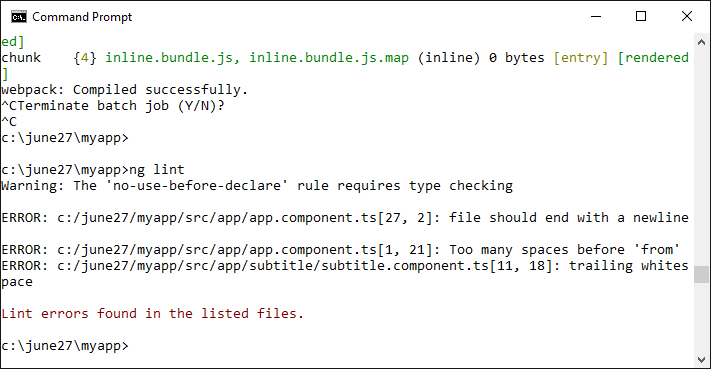 Command Prompt
ed]
chunk    {4} inline.bundle.js, inline.bundle.js.map (inline) 0 bytes [entry] [rendered
]
webpack: Compiled successfully.
^CTerminate batch job (Y/N)?
^C
c:\june27\myapp>
c:\june27\myapp>ng lint
Warning: The 'no-use-before-declare' rule requires type checking
ERROR: c:/june27/myapp/src/app/app.component.ts[27, 2]: file should end with a newline
ERROR: c:/june27/myapp/src/app/app.component.ts[1, 21]: Too many spaces before 'from'
ERROR: c:/june27/myapp/src/app/subtitle/subtitle.component.ts[11, 18]: trailing whites
pace
Lint errors found in the listed files.
c:\june27\myapp>